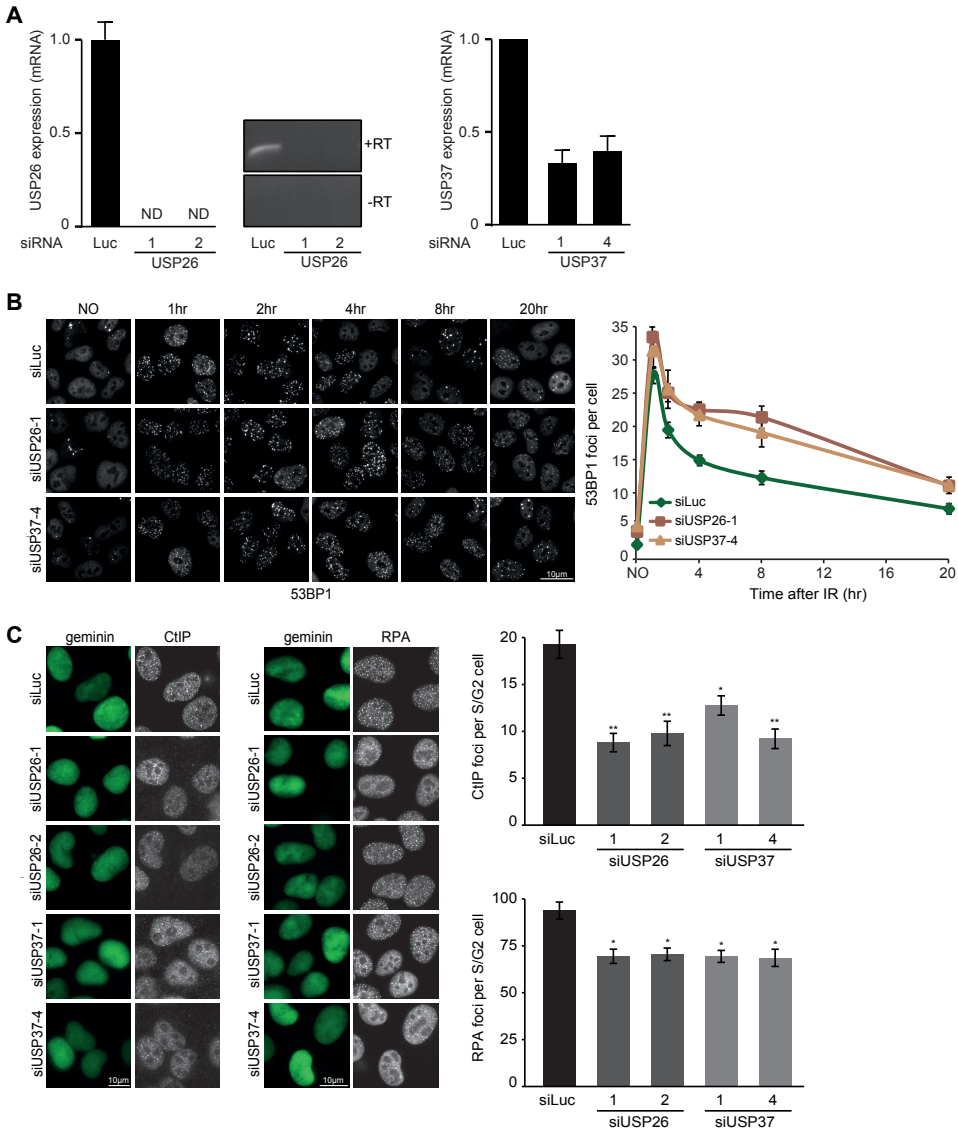 A
USP26 expression (mRNA)
1.0
0.5
0
ND ND
siRNA Luc 1 2
USP26
+RT
-RT
Luc 1 2
USP26
USP37 expression (mRNA)
1.0
0.5
0
siRNA Luc 1 4
USP37
B
NO 1hr 2hr 4hr 8hr 20hr
siLuc
siUSP26-1
siUSP37-4
10µm
53BP1
53BP1 foci per cell
35
30
25
20
15
10
5
0
siLuc
siUSP26-1
siUSP37-4
NO 4 8 12 16 20
Time after IR (hr)
C
geminin CtIP
siLuc
siUSP26-1
siUSP26-2
siUSP37-1
siUSP37-4
10µm
geminin RPA
siLuc
siUSP26-1
siUSP26-2
siUSP37-1
siUSP37-4
10µm
CtIP foci per S/G2 cell
20
15
10
5
0
** ** * **
siLuc 1 2 1 4
siUSP26 siUSP37
RPA foci per S/G2 cell
100
75
50
25
0
* * * *
siLuc 1 2 1 4
siUSP26 siUSP37